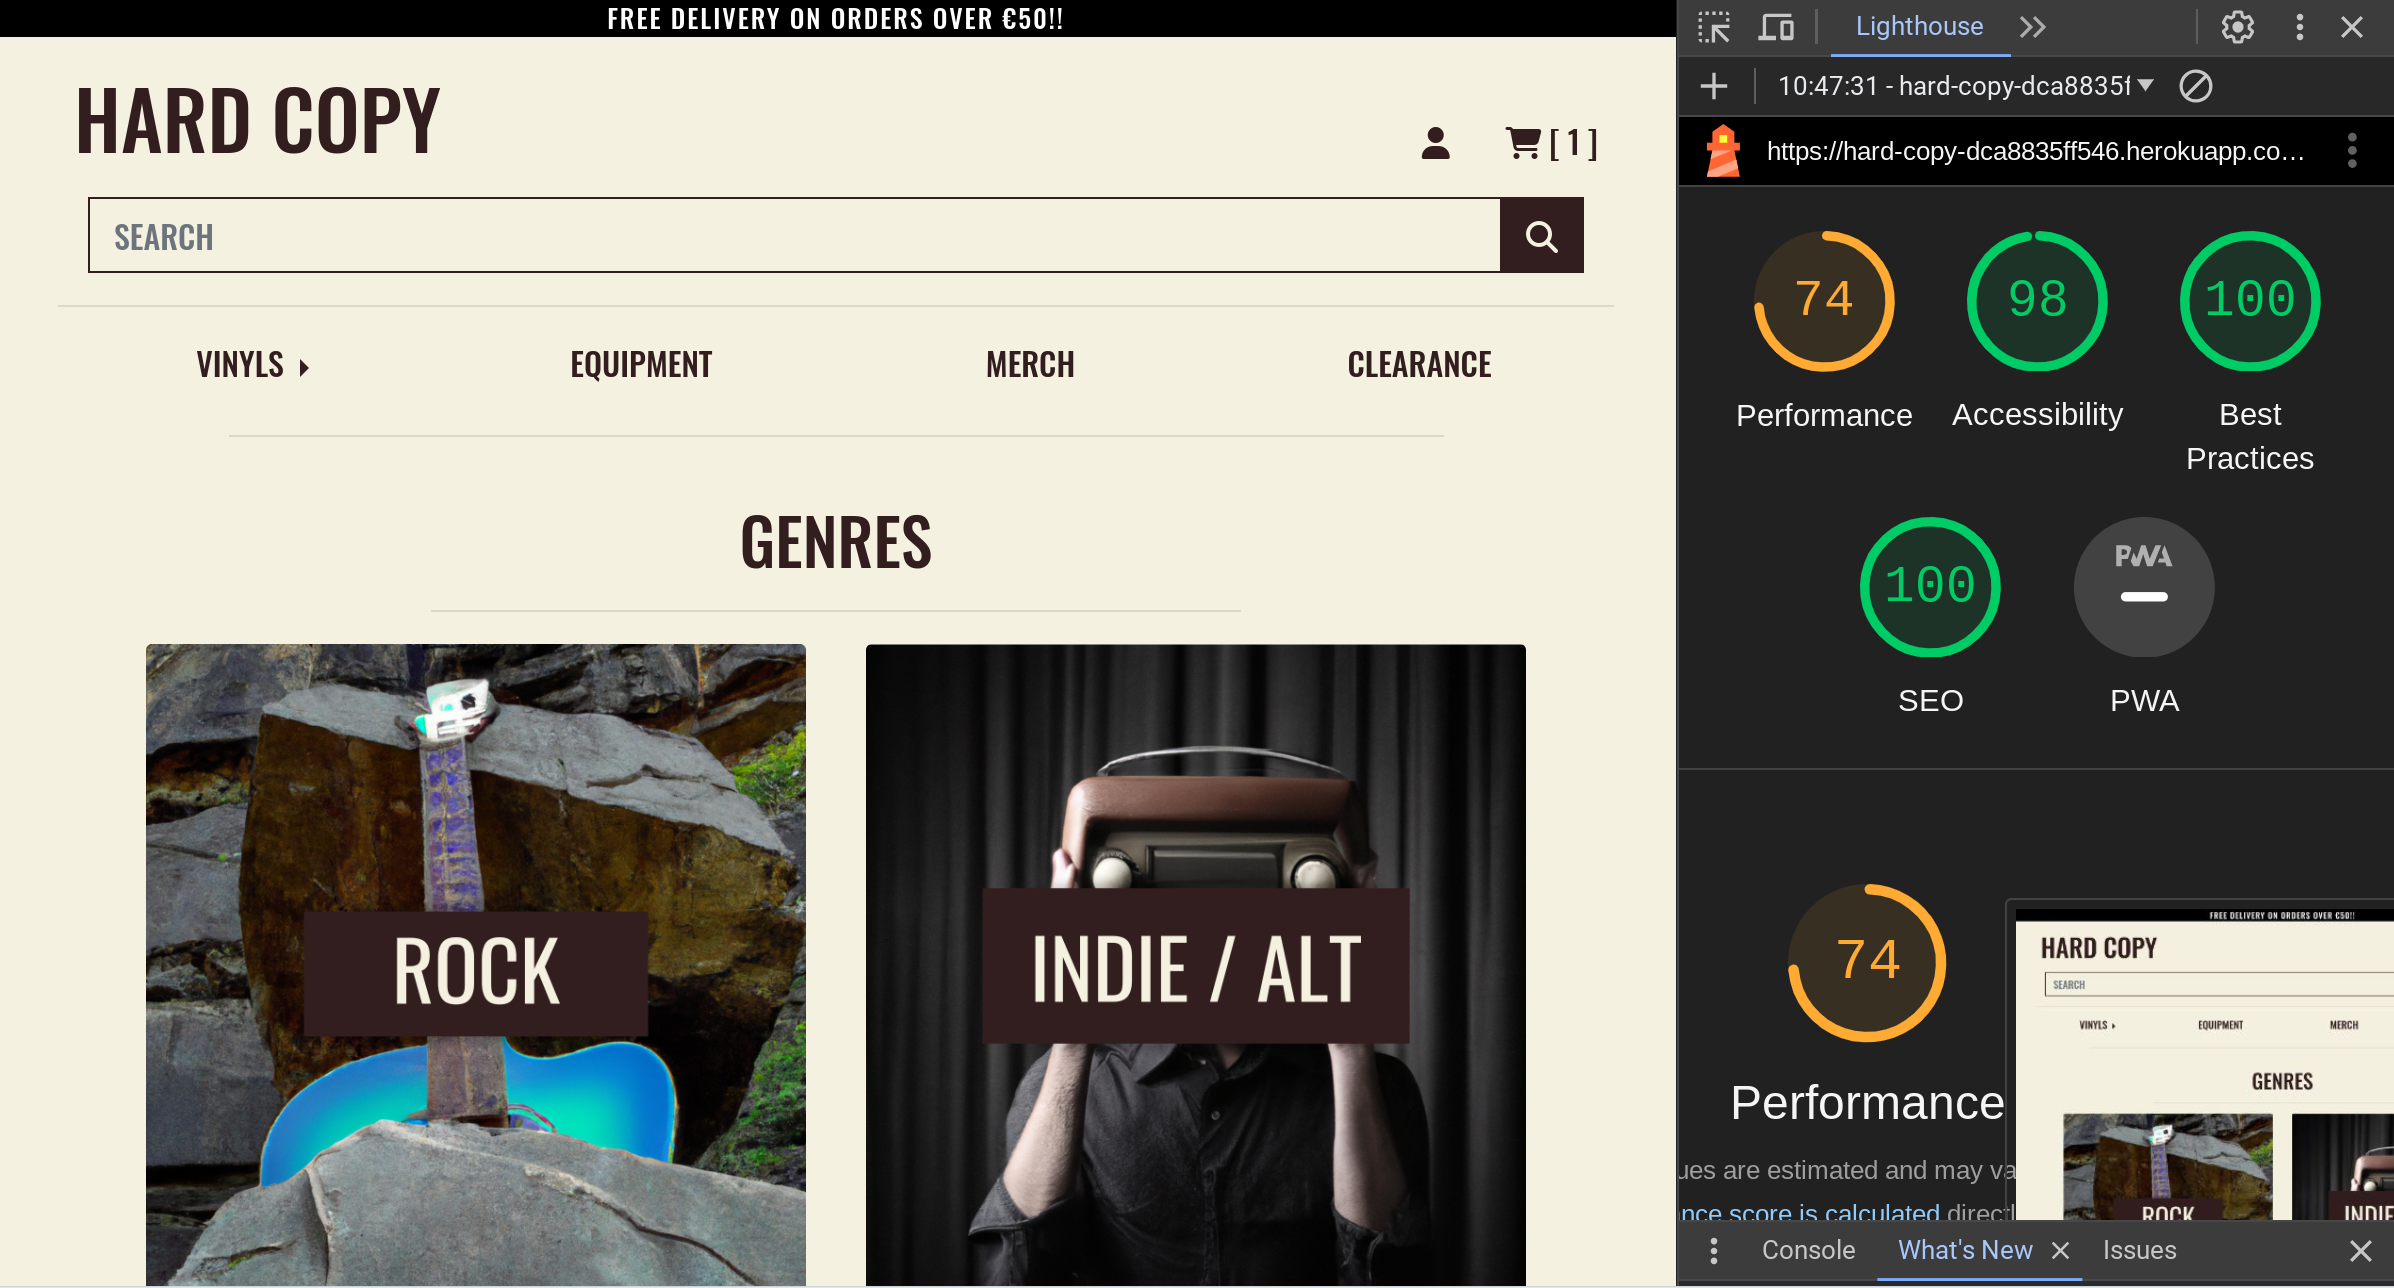 FREE DELIVERY ON ORDERS OVER €50!!
HARD COPY
[ 1 ]
SEARCH
VINYLS
EQUIPMENT
MERCH
CLEARANCE
GENRES
ROCK
INDIE / ALT
Lighthouse
10:47:31 - hard-copy-dca8835f
https://hard-copy-dca8835ff546.herokuapp.co…
74
98
100
Performance
Accessibility
Best
Practices
100
PWA
SEO
PWA
74
Performance
ues are estimated and may va
nce score is calculated directl
FREE DELIVERY ON ORDERS OVER €50!!
HARD COPY
SEARCH
VINYLS
EQUIPMENT
MERCH
GENRES
ROCK
INDIE
Console
What's New
Issues